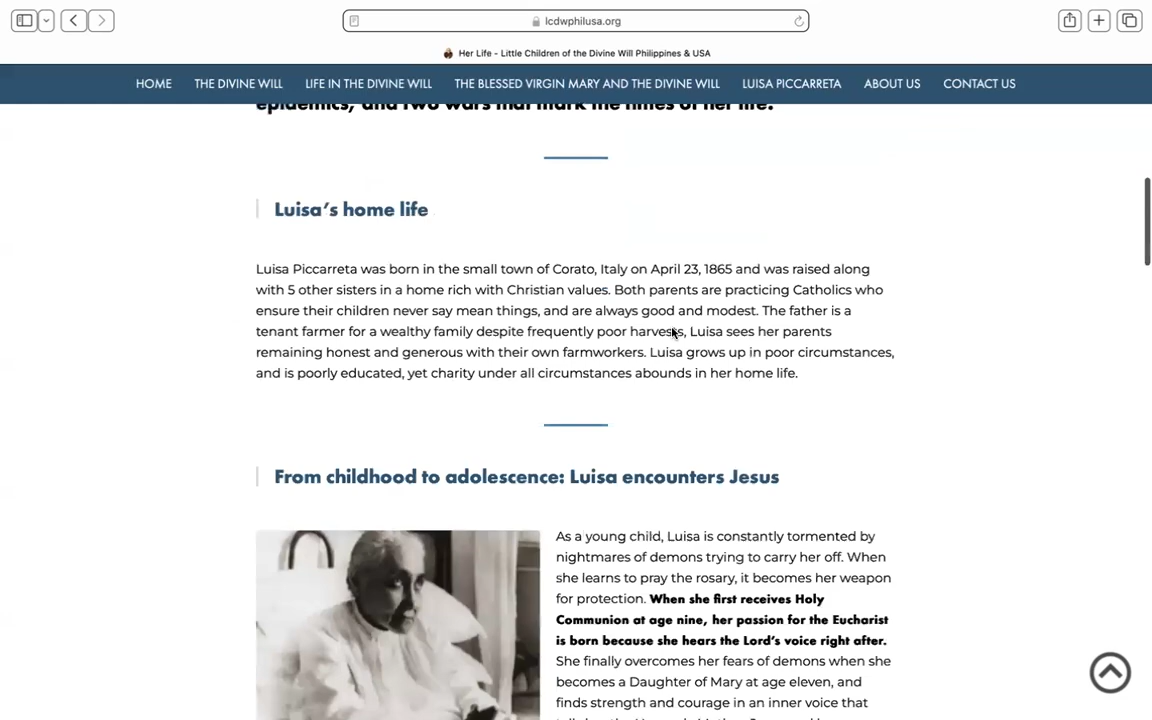 lcdwphilusa.org
Her Life - Little Children of the Divine Will Philippines & USA
HOME THE DIVINE WILL LIFE IN THE DIVINE WILL THE BLESSED VIRGIN MARY AND THE DIVINE WILL LUISA PICCARRETA ABOUT US CONTACT US
epidemics, and two wars that mark the times of her life.
Luisa's home life
Luisa Piccarreta was born in the small town of Corato, Italy on April 23, 1865 and was raised along
with 5 other sisters in a home rich with Christian values. Both parents are practicing Catholics who
ensure their children never say mean things, and are always good and modest. The father is a
tenant farmer for a wealthy family despite frequently poor harvests, Luisa sees her parents
remaining honest and generous with their own farmworkers. Luisa grows up in poor circumstances,
and is poorly educated, yet charity under all circumstances abounds in her home life.
From childhood to adolescence: Luisa encounters Jesus
As a young child, Luisa is constantly tormented by
nightmares of demons trying to carry her off. When
she learns to pray the rosary, it becomes her weapon
for protection. When she first receives Holy
Communion at age nine, her passion for the Eucharist
is born because she hears the Lord's voice right after.
She finally overcomes her fears of demons when she
becomes a Daughter of Mary at age eleven, and
finds strength and courage in an inner voice that